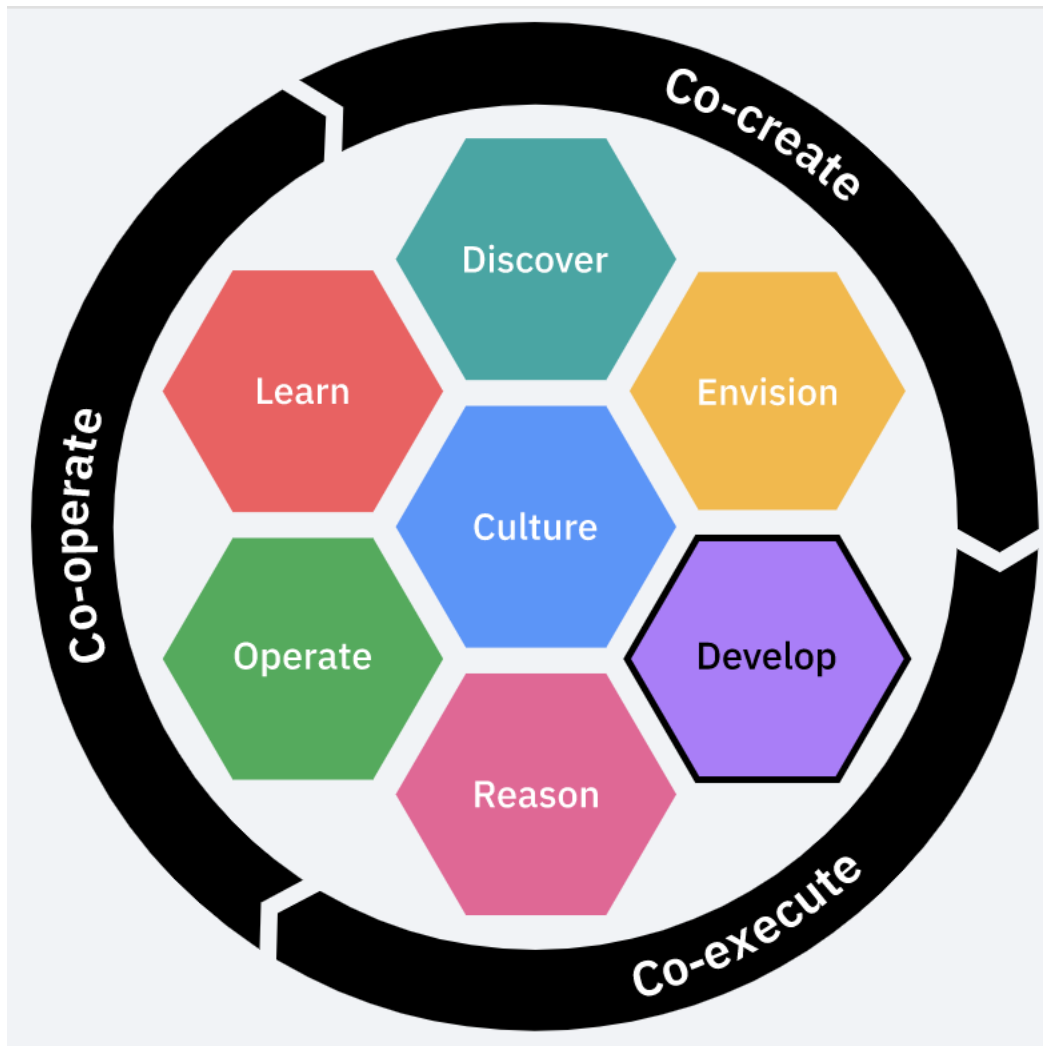 Co-create
Discover
Learn
Envision
Co-operate
Culture
Operate
Develop
Reason
Co-execute